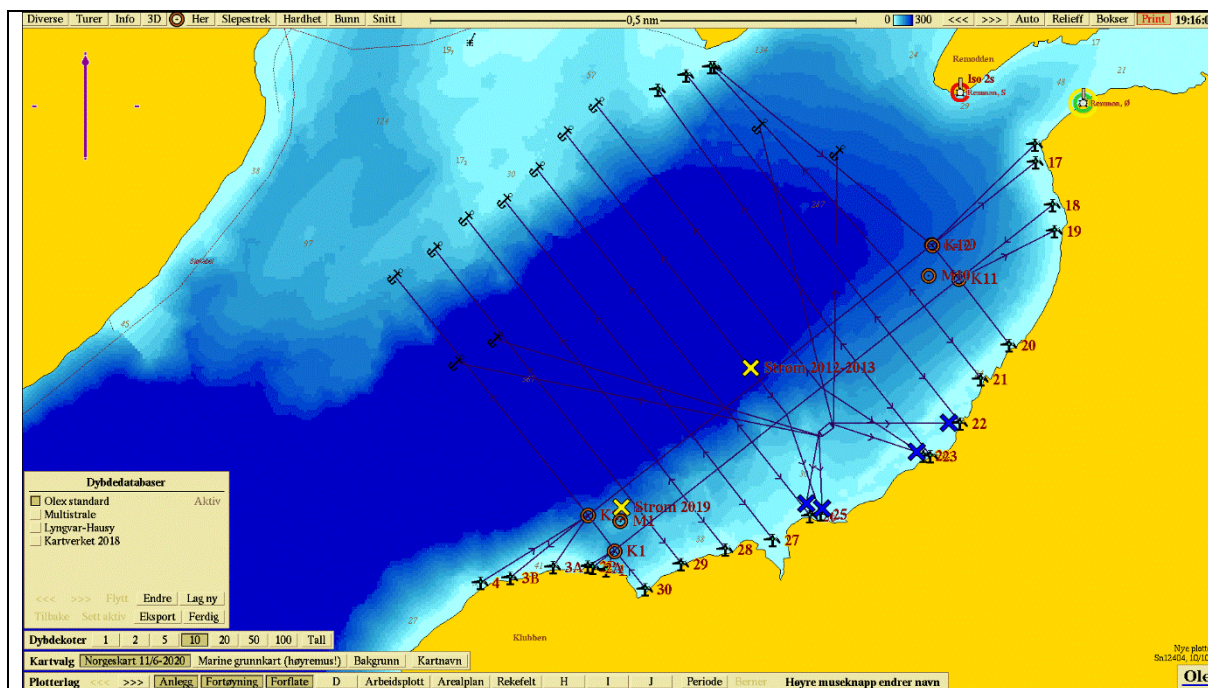 Diverse Turer Info 3D Her Slepestrek Hardhet Bunn Snitt 0,5 nm 0 300 <<< >>> Auto Relieff Bokser Print 19:16:0
Remodden
Iso 2s
17
18
19
K11
20
21
Strøm 2012-2013
22
25
Strøm 2019
M1
K1
27
28
29
30
4
3B
3A
Klubben
Dybdedatabaser
Olex standard Aktiv
Multistrale
Lyngvar-Hausy
Kartverket 2018
<<< >>> Flytt Endre Lag ny
Tilbake Sett aktiv Eksport Ferdig
Dybdekoter 1 2 5 10 20 50 100 Tall
Kartvalg Norgeskart 11/6-2020 Marine grunnkart (høyremus!) Bakgrunn Kartnavn
Nye plotte
Plotterlag <<< >>> Anlegg Fortøyning Forflate D Arbeidsplott Arealplan Rekefelt H I J Periode Berner Høyre museknapp endrer navn
Ole